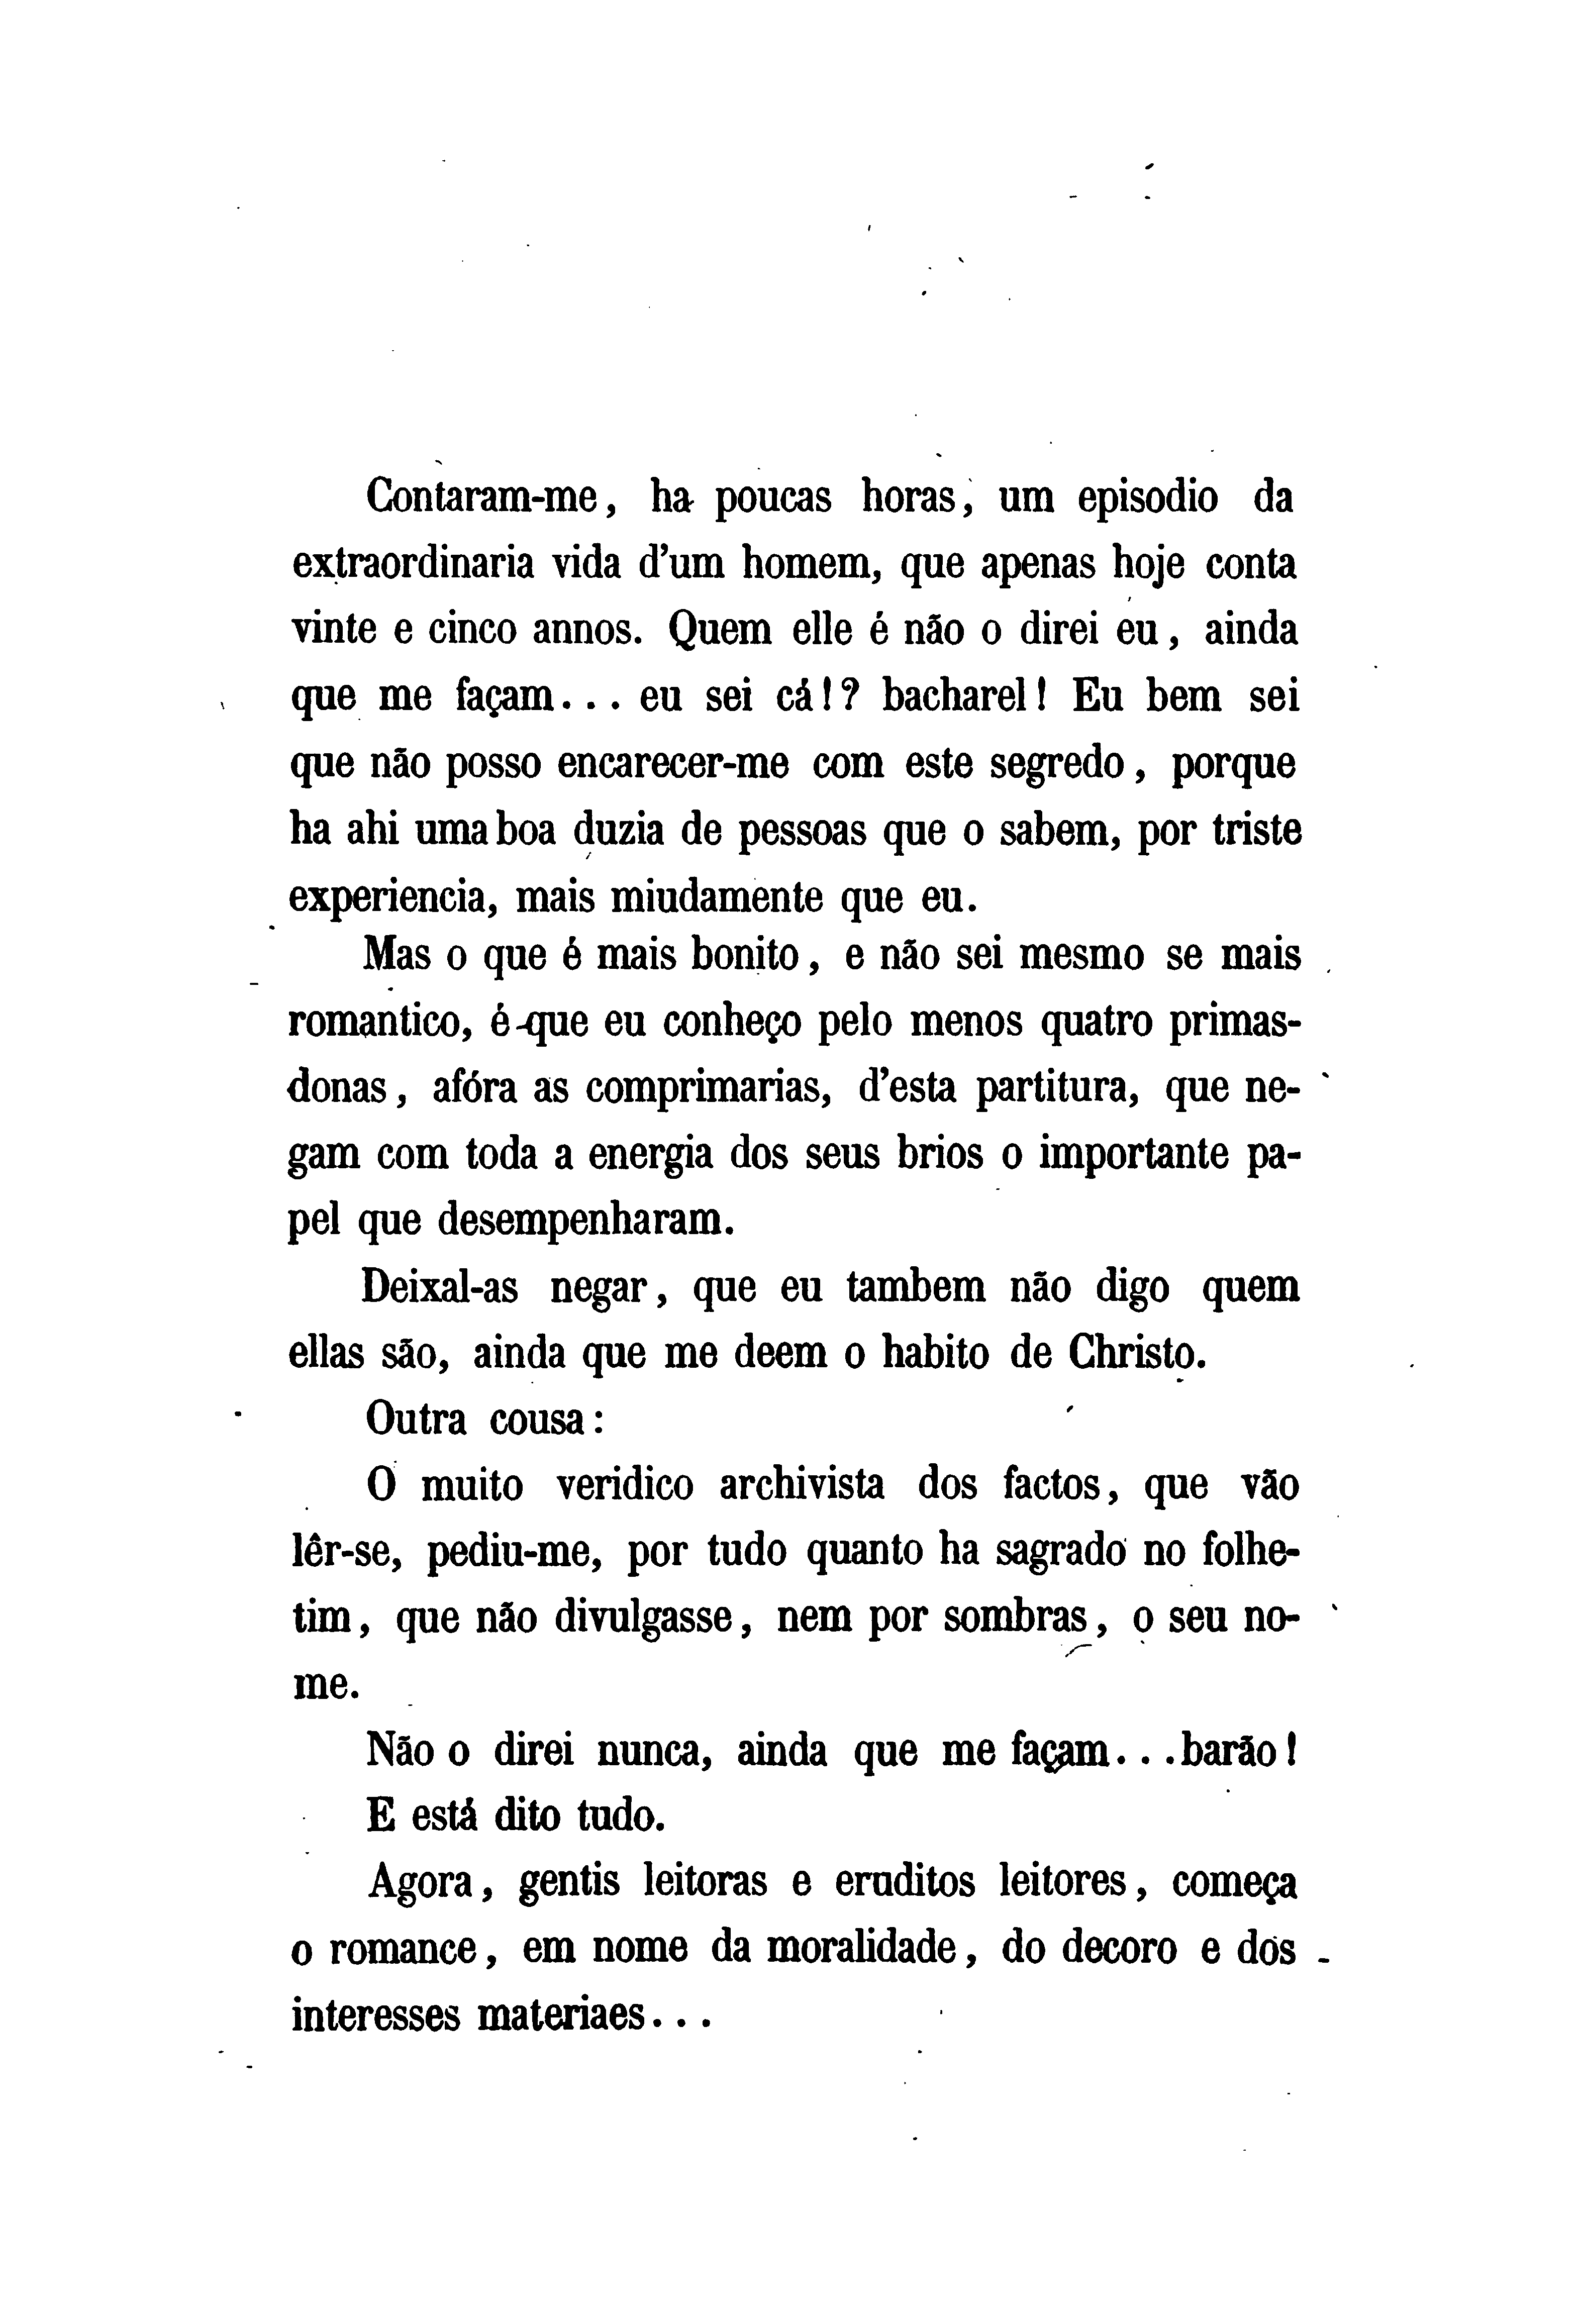 Contaram-me, ha poucas horas, um episodio da
extraordinaria vida d'um homem, que apenas hoje conta
vinte e cinco annos. Quem elle é não o direi eu, ainda
que me façam... eu sei cá!? bacharel! Eu bem sei
que não posso encarecer-me com este segredo, porque
ha ahi uma boa duzia de pessoas que o sabem, por triste
experiencia, mais miudamente que eu.
Mas o que é mais bonito, e não sei mesmo se mais
romantico, é que eu conheço pelo menos quatro primas-
donas, afóra as comprimarias, d'esta partitura, que ne-
gam com toda a energia dos seus brios o importante pa-
pel que desempenharam.
Deixal-as negar, que eu tambem não digo quem
ellas são, ainda que me deem o habito de Christo.
Outra cousa:
O muito veridico archivista dos factos, que vão
lêr-se, pediu-me, por tudo quanto ha sagrado no folhe-
tim, que não divulgasse, nem por sombras, o seu no-
me.
Não o direi nunca, ainda que me façam... barão!
E está dito tudo.
Agora, gentis leitoras e eruditos leitores, começa
o romance, em nome da moralidade, do decoro e dos
interesses materiaes...